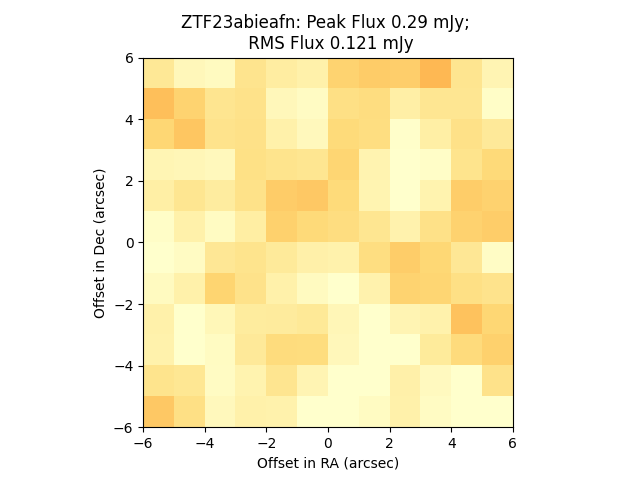 ZTF23abieafn: Peak Flux 0.29 mJy;
RMS Flux 0.121 mJy
6
4
2
0
−2
−4
−6
Offset in Dec (arcsec)
−6 −4 −2 0 2 4 6
Offset in RA (arcsec)